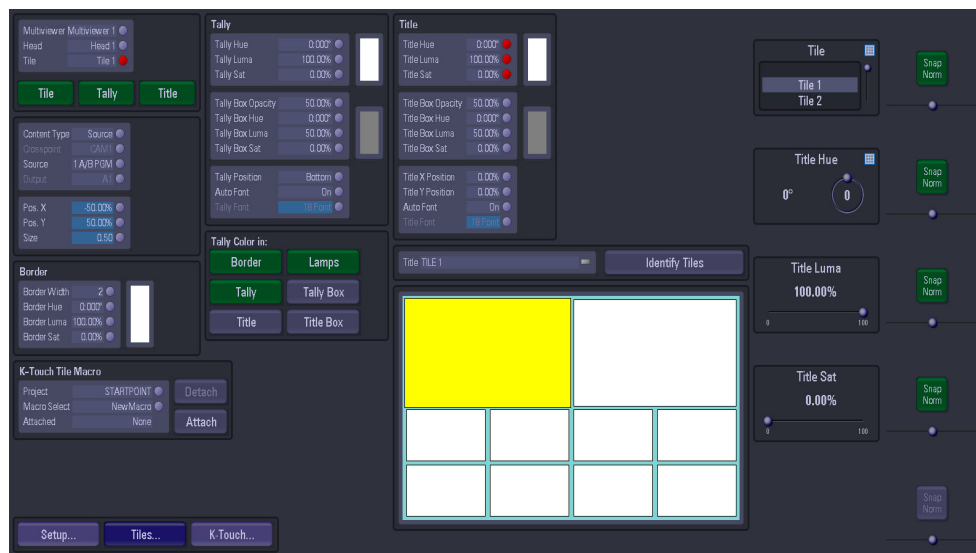 Multiviewer Multiviewer 1
Head Head 1
Tile Tile 1
Tile Tally Title
Content Type Source
Crosspoint CAM1
Source 1 A/B PGM
Output A1
Pos. X -50.00%
Pos. Y 50.00%
Size 0.50
Border
Border Width 2
Border Hue 0.000°
Border Luma 100.00%
Border Sat 0.00%
K-Touch Tile Macro
Project STARTPOINT
Macro Select NewMacro
Attached None
Detach
Attach
Setup... Tiles... K-Touch...
Tally
Tally Hue 0.000°
Tally Luma 100.00%
Tally Sat 0.00%
Tally Box Opacity 50.00%
Tally Box Hue 0.000°
Tally Box Luma 50.00%
Tally Box Sat 0.00%
Tally Position Bottom
Auto Font On
Tally Font 18 Point
Tally Color in:
Border Lamps
Tally Tally Box
Title Title Box
Title
Title Hue 0.000°
Title Luma 100.00%
Title Sat 0.00%
Title Box Opacity 50.00%
Title Box Hue 0.000°
Title Box Luma 50.00%
Title Box Sat 0.00%
Title X Position 0.00%
Title Y Position 0.00%
Auto Font On
Title Font 18 Point
Title TILE 1
Identify Tiles
Tile
Tile 1
Tile 2
Snap
Norm
Title Hue
0° 0
Snap
Norm
Title Luma
100.00%
0 100
Snap
Norm
Title Sat
0.00%
0 100
Snap
Norm
Snap
Norm